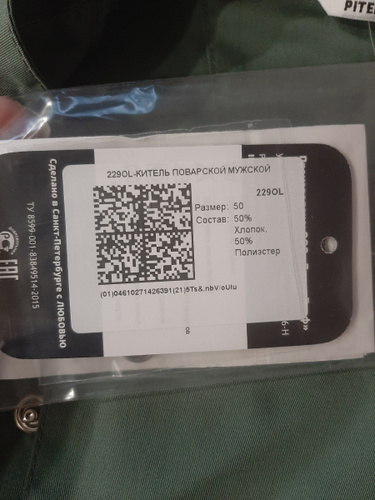 PITE
229OL-КИТЕЛЬ ПОВАРСКОЙ МУЖСКОЙ
229OL
Размер: 50
Состав: 50%
Хлопок,
50%
Полиэстер
(01)04610271426391(21)5Ts&.nbV
Сделано в Санкт-Петербурге с ЛЮБОВЬЮ
ТУ 8599-001-83849514-2015
EAC
6-Н